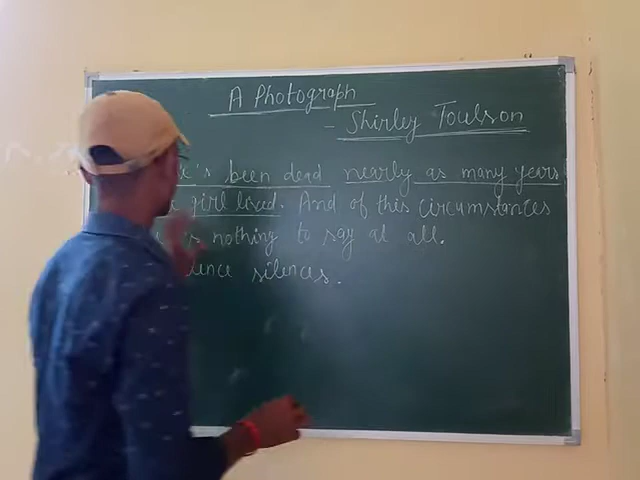 A Photograph
- Shirley Toulson
's been dead nearly as many years
girl lived. And of this circumstances
is nothing to say at all.
silences.